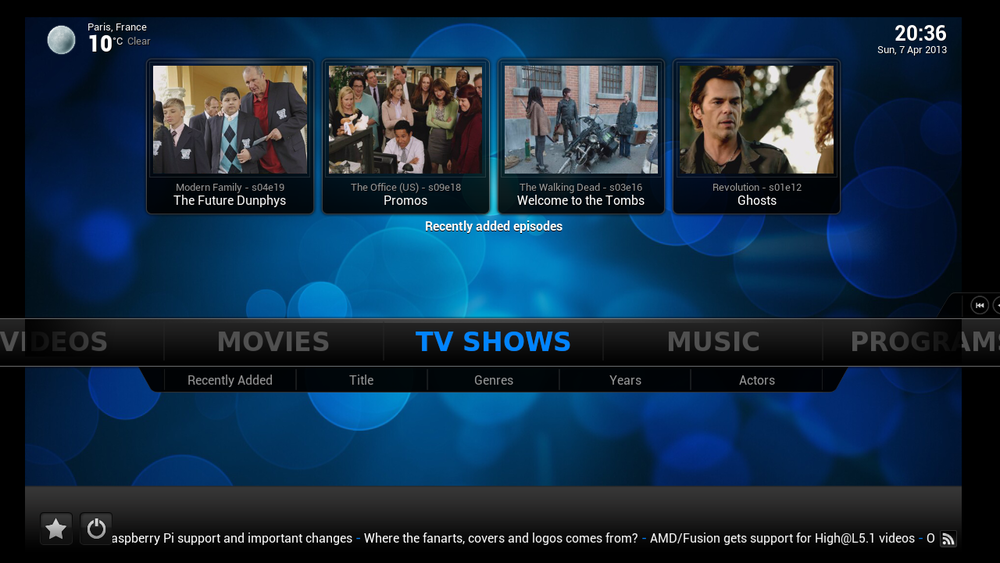 Paris, France
10°C Clear
20:36
Sun, 7 Apr 2013
Modern Family - s04e19
The Future Dunphys
The Office (US) - s09e18
Promos
The Walking Dead - s03e16
Welcome to the Tombs
Revolution - s01e12
Ghosts
Recently added episodes
VIDEOS MOVIES TV SHOWS MUSIC PROGRAMS
Recently Added Title Genres Years Actors
aspberry Pi support and important changes - Where the fanarts, covers and logos comes from? - AMD/Fusion gets support for High@L5.1 videos - O